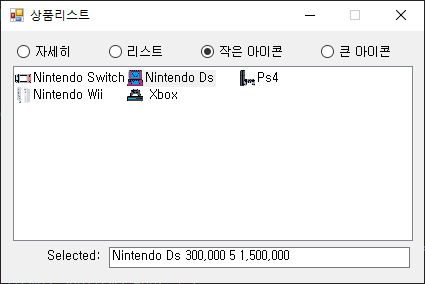 상품리스트
자세히 리스트 작은 아이콘 큰 아이콘
Nintendo Switch Nintendo Ds Ps4
Nintendo Wii Xbox
Selected: Nintendo Ds 300,000 5 1,500,000